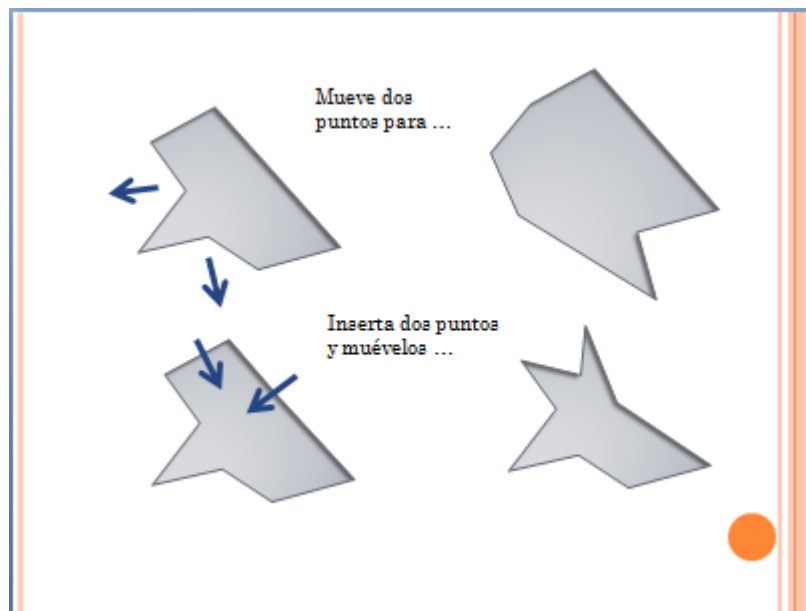 Mueve dos
puntos para ...
Inserta dos puntos
y muévelos ...